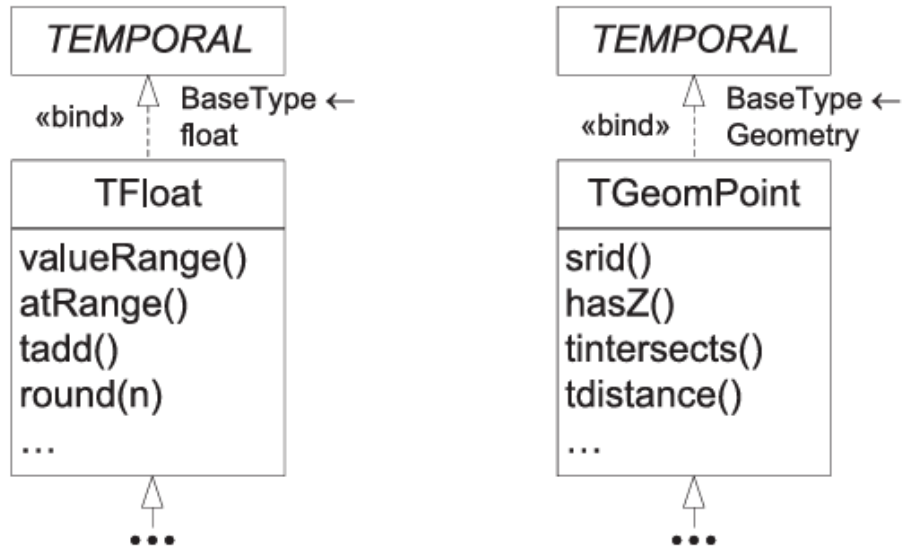 TEMPORAL
«bind»
BaseType ←
float
TFloat
valueRange()
atRange()
tadd()
round(n)
...
•••
TEMPORAL
«bind»
BaseType ←
Geometry
TGeomPoint
srid()
hasZ()
tintersects()
tdistance()
...
•••